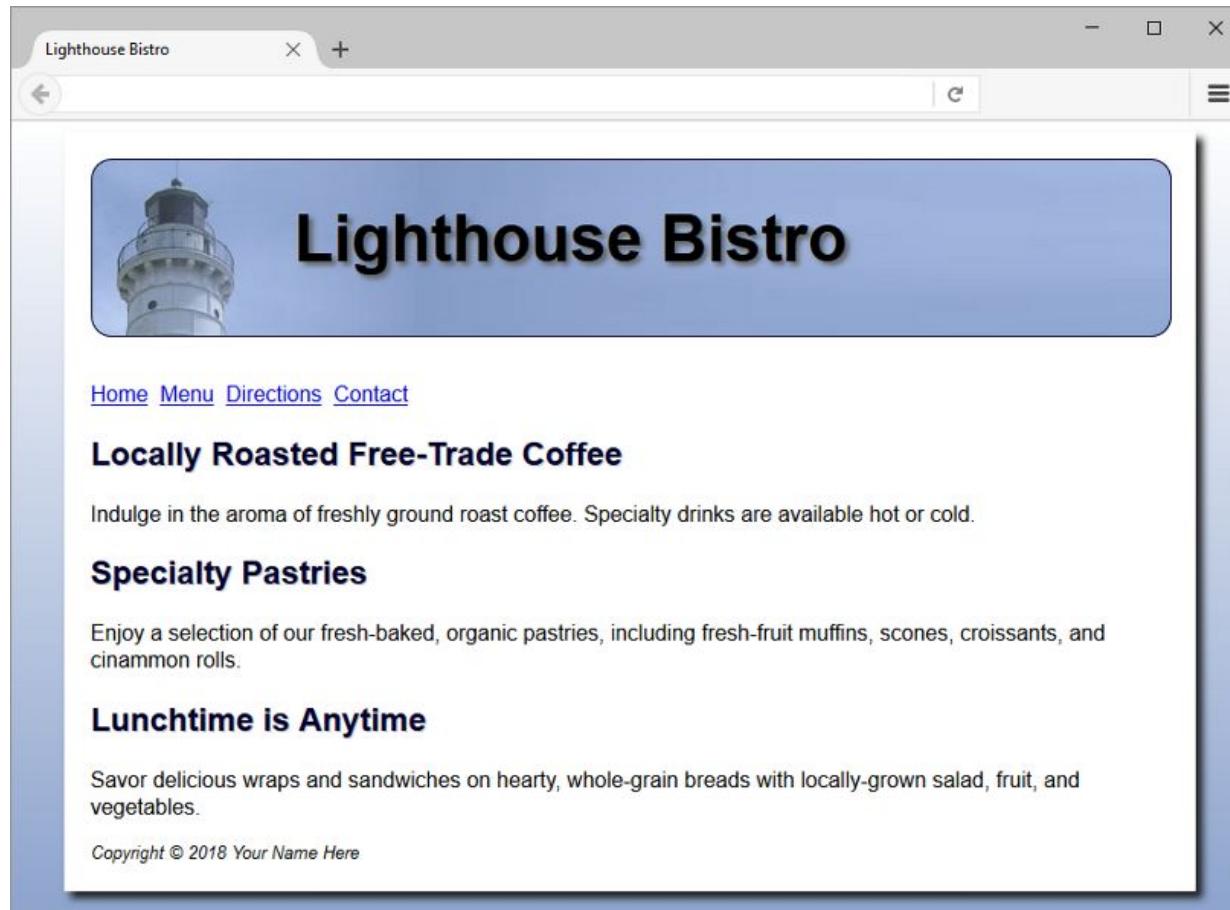 Lighthouse Bistro
Lighthouse Bistro
Home Menu Directions Contact
Locally Roasted Free-Trade Coffee
Indulge in the aroma of freshly ground roast coffee. Specialty drinks are available hot or cold.
Specialty Pastries
Enjoy a selection of our fresh-baked, organic pastries, including fresh-fruit muffins, scones, croissants, and
cinammon rolls.
Lunchtime is Anytime
Savor delicious wraps and sandwiches on hearty, whole-grain breads with locally-grown salad, fruit, and
vegetables.
Copyright © 2018 Your Name Here